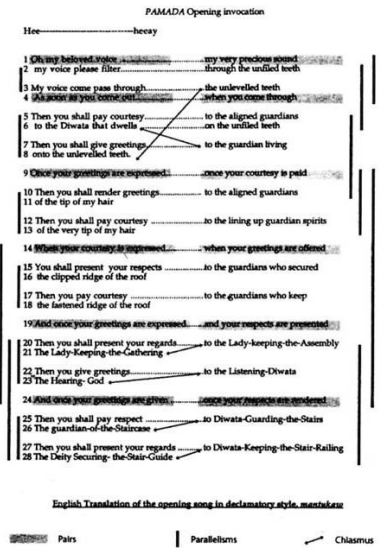 PAMADA Opening invocation
Hee————————heeay
1 Oh my beloved voice ........................my very precious sound
2 my voice please filter........................through the unfiled teeth
3 My voice come pass through...................the unlevelled teeth
4 As soon as you come out......................when you come through
5 Then you shall pay courtesy ...................to the aligned guardians
6 to the Diwata that dwells .......................on the unfiled teeth
7 Then you shall give greetings..................to the guardian living
8 onto the unlevelled teeth.
9 Once your greetings are expressed...........once your courtesy is paid
10 Then you shall render greetings...............to the aligned guardians
11 of the tip of my hair
12 Then you shall pay courtesy ..................to the lining up guardian spirits
13 of the very tip of my hair
14 When your courtesy is expressed.............when your greetings are offered
15 You shall present your respects ..............to the guardians who secured
16 the clipped ridge of the roof
17 Then you pay courtesy .........................to the guardians who keep
18 the fastened ridge of the roof
19 And once your greetings are expressed......and your respects are presented
20 Then you shall present your regards.........to the Lady-keeping-the-Assembly
21 The Lady-Keeping-the-Gathering
22 Then you give greetings.......................to the Listening-Diwata
23 The Hearing- God
24 And once your greetings are given...........once your respects are rendered
25 Then you shall pay respect ....................to Diwata-Guarding-the-Stairs
26 The guardian-of-the-Staircase
27 Then you shall present your regards ........to Diwata-Keeping-the-Stair-Railing
28 The Deity Securing- the-Stair-Guide
English Translation of the opening song in declamatory style, mantukaw
Pairs Parallelisms Chiasmus